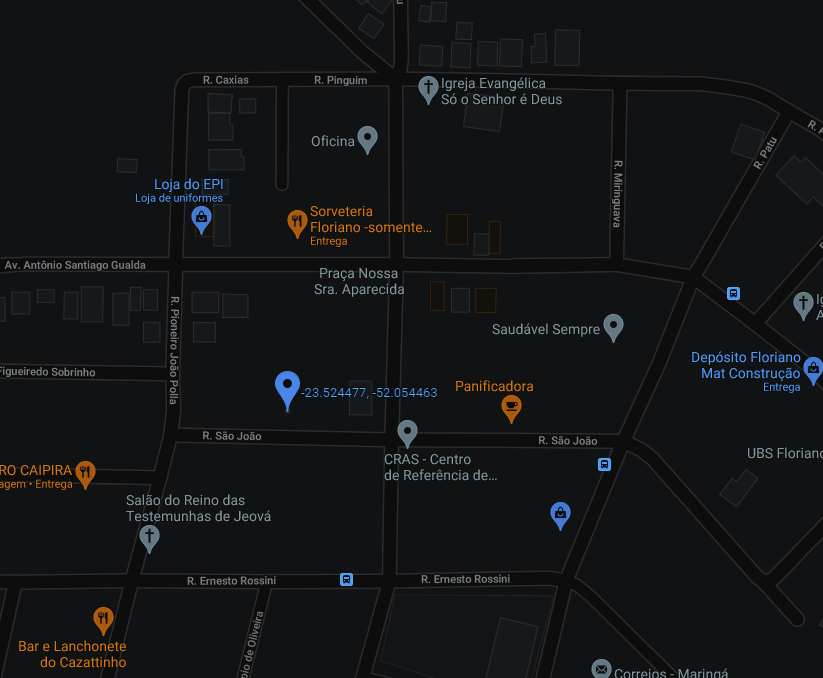 R. Caxias
R. Pinguim
Igreja Evangélica
Só o Senhor é Deus
Oficina
R. Patu
R. Miringuava
Loja do EPI
Loja de uniformes
Sorveteria
Floriano -somente...
Entrega
Av. Antônio Santiago Gualda
Praça Nossa
Sra. Aparecida
R. Pioneiro João Polla
Saudável Sempre
Figueiredo Sobrinho
Depósito Floriano
Mat Construção
Entrega
-23.524477, -52.054463
Panificadora
R. São João
R. São João
CRAS - Centro
de Referência de...
UBS Floriano
RO CAIPIRA
agem • Entrega
Salão do Reino das
Testemunhas de Jeová
R. Ernesto Rossini
R. Ernesto Rossini
Bar e Lanchonete
do Cazattinho
de Oliveira
Correios - Maringá